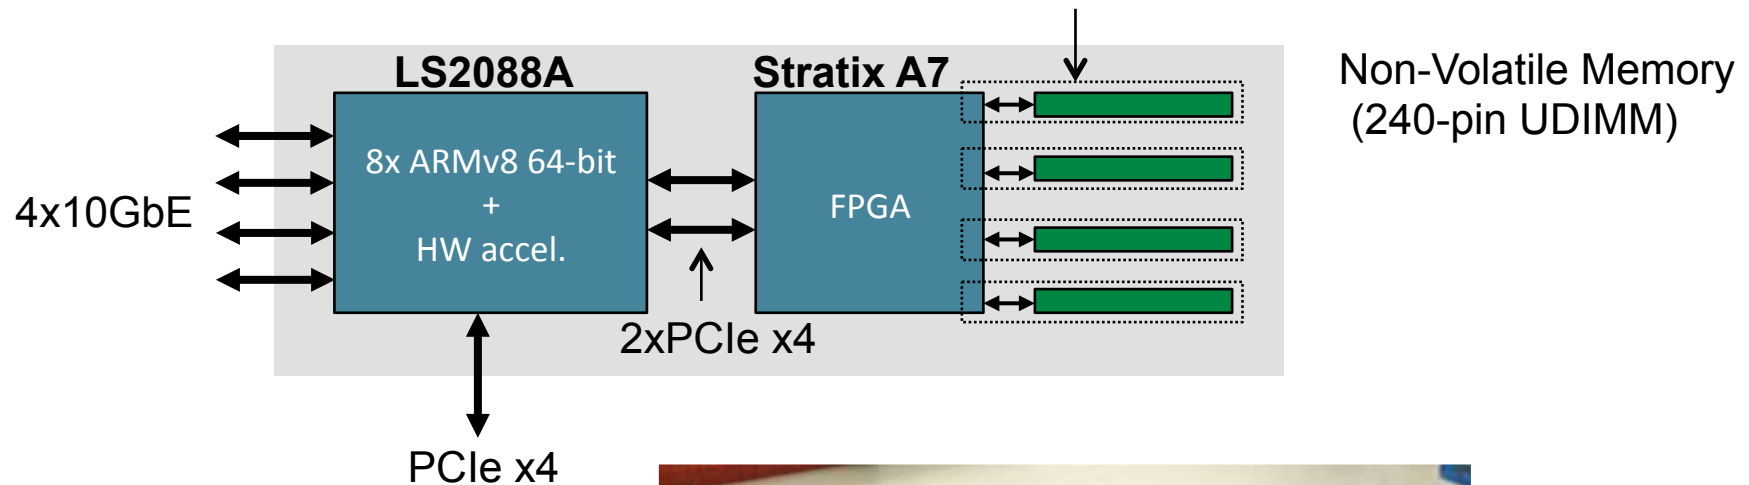 LS2088A
Stratix A7
Non-Volatile Memory
(240-pin UDIMM)
8x ARMv8 64-bit
+
HW accel.
FPGA
4x10GbE
2xPCIe x4
PCIe x4